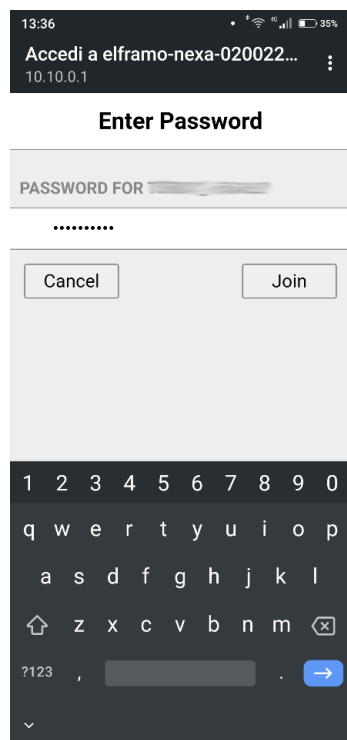 13:36
4G
35%
Accedi a elframo-nexa-020022...
10.10.0.1
Enter Password
PASSWORD FOR
••••••••••
Cancel
Join
1 2 3 4 5 6 7 8 9 0
q w e r t y u i o p
a s d f g h j k l
z x c v b n m
?123 , .